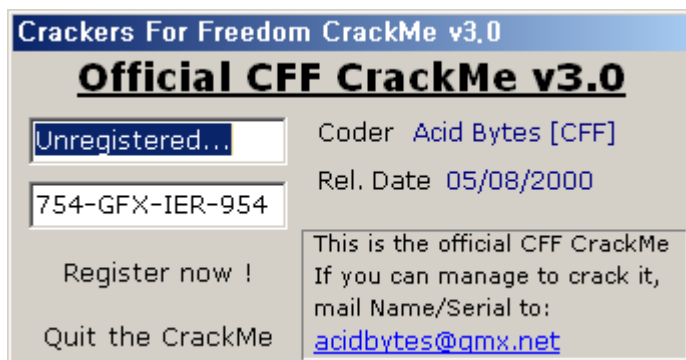 Crackers For Freedom CrackMe v3.0
Official CFF CrackMe v3.0
Unregistered...
Coder Acid Bytes [CFF]
754-GFX-IER-954
Rel. Date 05/08/2000
Register now !
Quit the CrackMe
This is the official CFF CrackMe
If you can manage to crack it,
mail Name/Serial to:
acidbytes@gmx.net